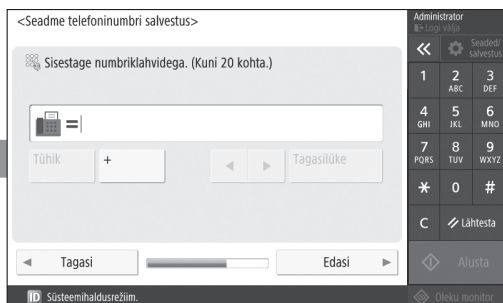 <Seadme telefoninumbri salvestus>
Sisestage numbriklahvidega. (Kuni 20 kohta.)
=
Tühik
+
Tagasilüke
Tagasi
Edasi
ID Süsteemihaldusrežiim.
Administrator
Logi välja
Seaded/
salvestus
1 2 3
ABC DEF
4 5 6
GHI JKL MNO
7 8 9
PQRS TUV WXYZ
* 0 #
C Lähtesta
Alusta
Oleku monitor